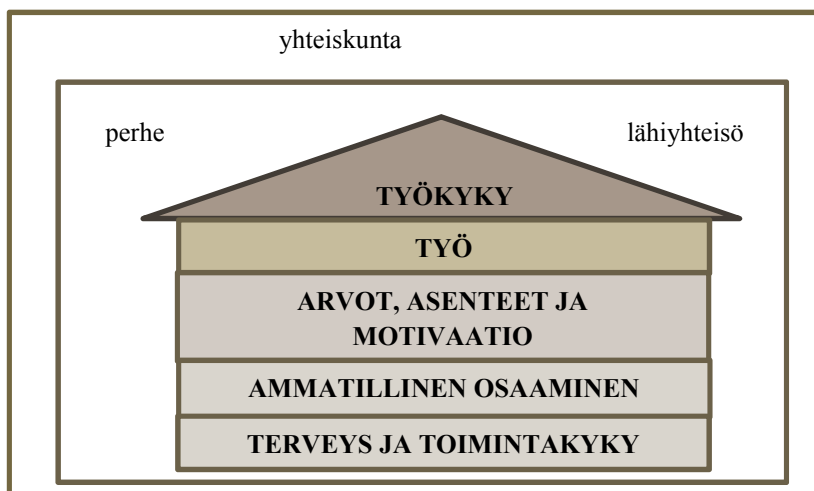 yhteiskunta
perhe
lähiyhteisö
TYÖKYKY
TYÖ
ARVOT, ASENTEET JA
MOTIVAATIO
AMMATILLINEN OSAAMINEN
TERVEYS JA TOIMINTAKYKY